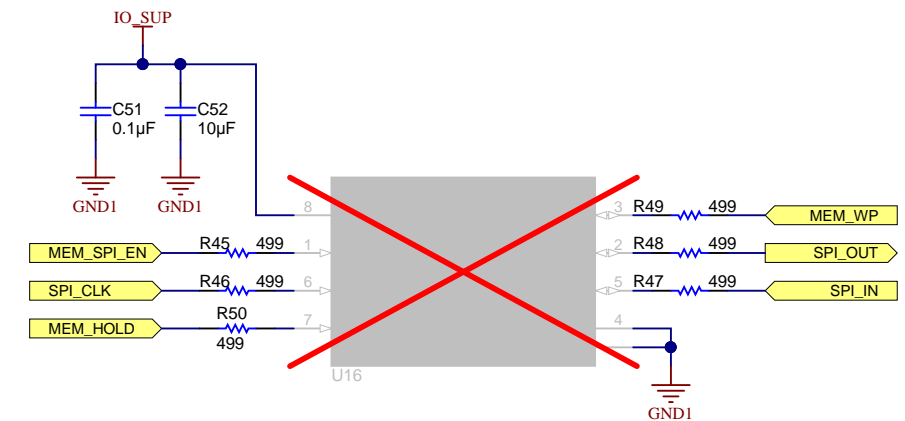 IO_SUP
C51
0.1µF
C52
10µF
GND1
GND1
8
3
R49
499
MEM_WP
MEM_SPI_EN
R45
499
1
2
R48
499
SPI_OUT
SPI_CLK
R46
499
6
5
R47
499
SPI_IN
MEM_HOLD
R50
499
7
4
U16
GND1